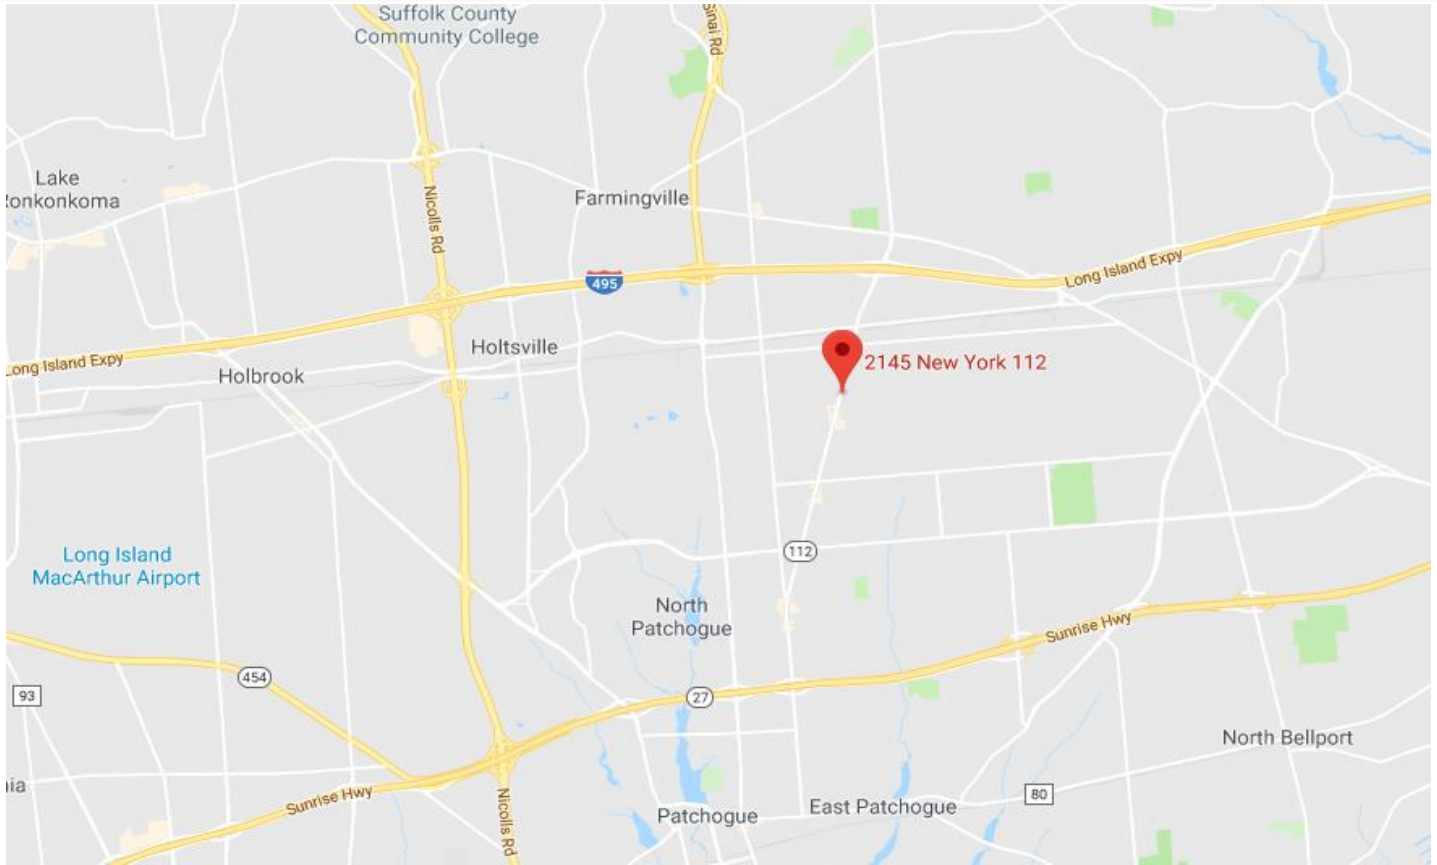 Suffolk County
Community College
Sinai Rd
Lake
Ronkonkoma
Nicolls Rd
Farmingville
Long Island Expy
495
Holtsville
Long Island Expy
Holbrook
2145 New York 112
112
Long Island
MacArthur Airport
North
Patchogue
Sunrise Hwy
454
93
27
North Bellport
Sunrise Hwy
Nicolls Rd
Patchogue
East Patchogue
80